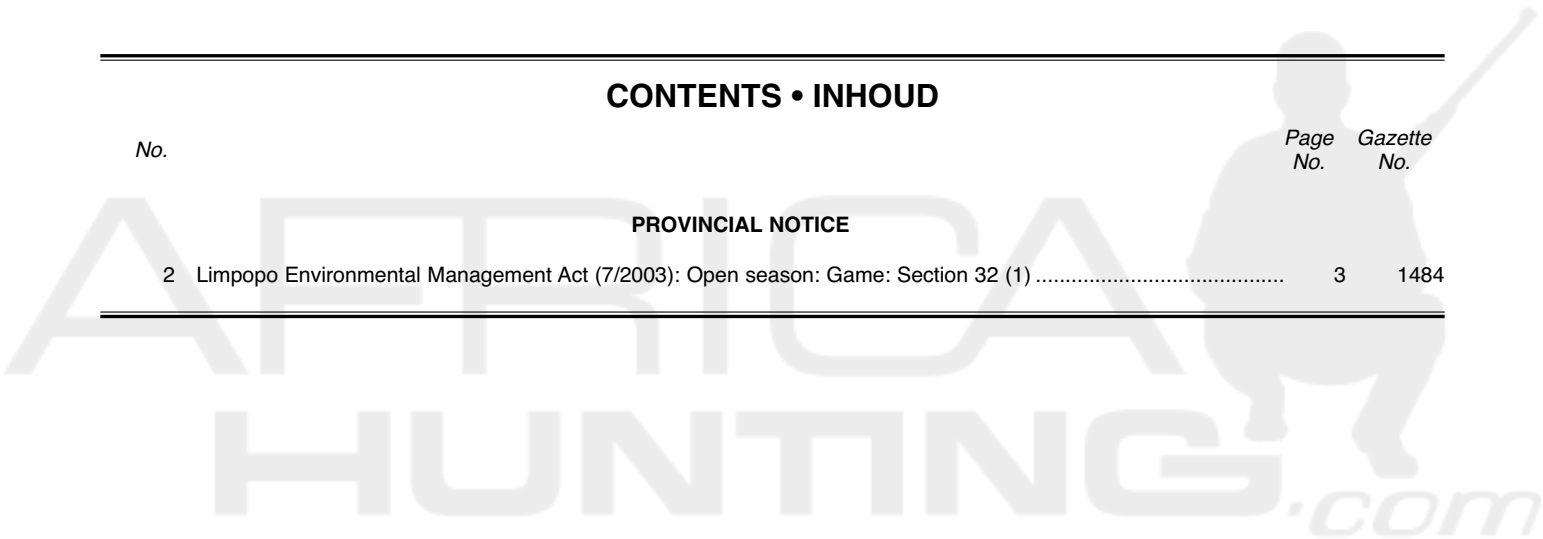 CONTENTS • INHOUD
No. Page No. Gazette No.
PROVINCIAL NOTICE
2 Limpopo Environmental Management Act (7/2003): Open season: Game: Section 32 (1) .......................................... 3 1484
AFRICA
HUNTING
.com